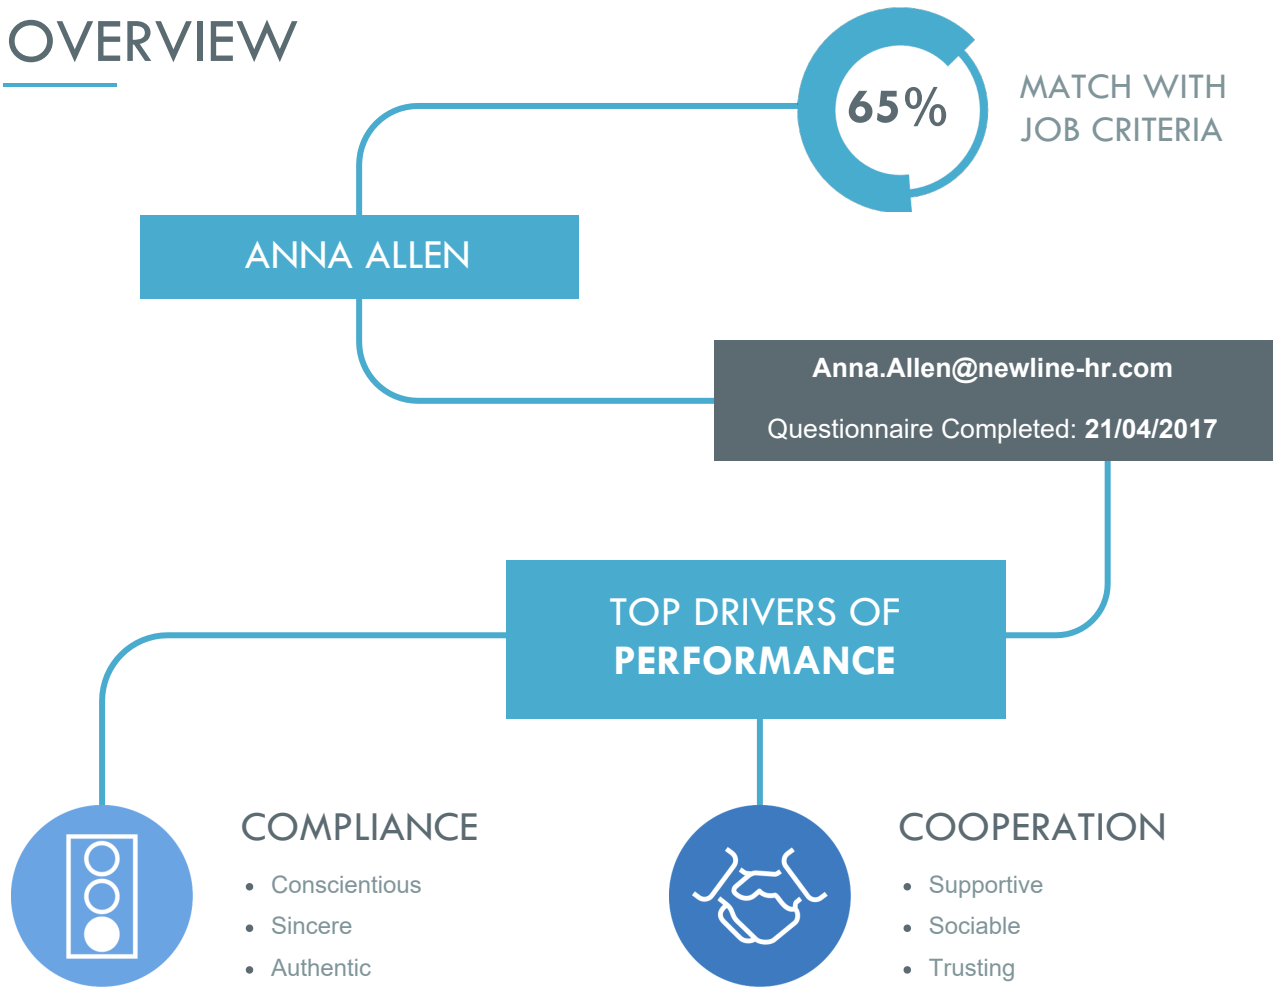 OVERVIEW
65%
MATCH WITH
JOB CRITERIA
ANNA ALLEN
Anna.Allen@newline-hr.com
Questionnaire Completed: 21/04/2017
TOP DRIVERS OF
PERFORMANCE
COMPLIANCE
• Conscientious
• Sincere
• Authentic
COOPERATION
• Supportive
• Sociable
• Trusting